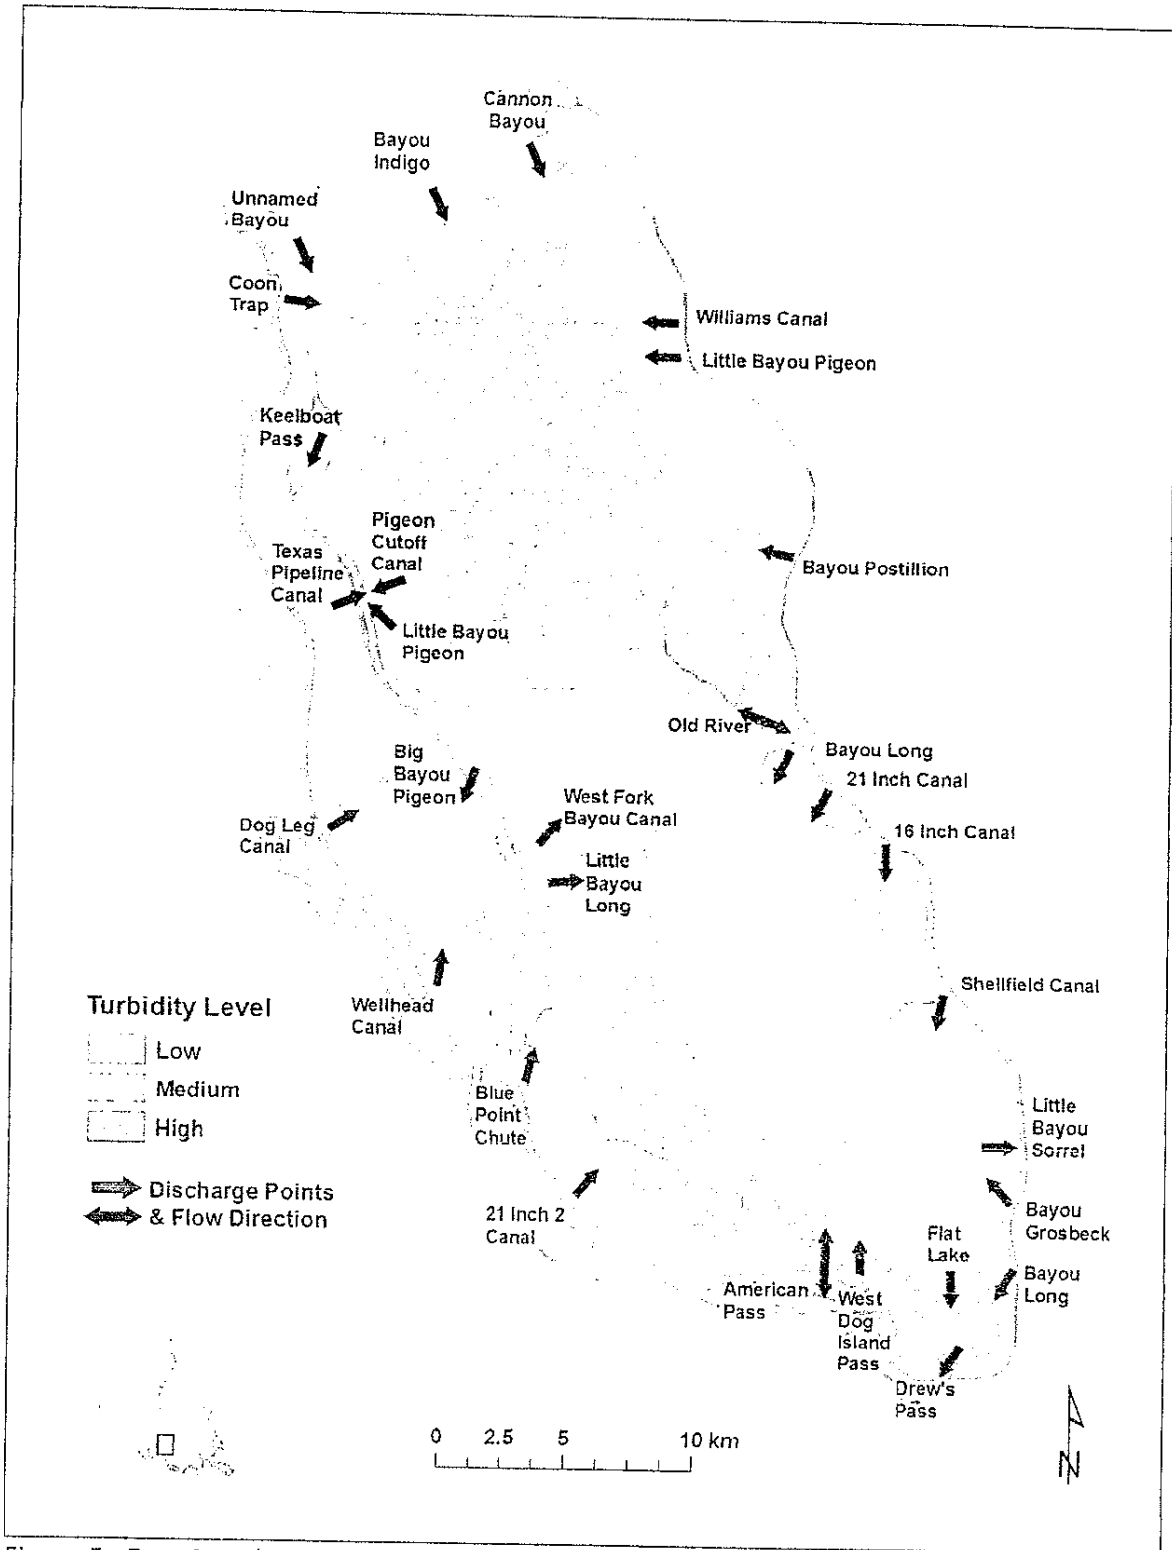 Cannon
Bayou
Bayou
Indigo
Unnamed
Bayou
Coon
Trap
Williams Canal
Little Bayou Pigeon
Keelboat
Pass
Pigeon
Cutoff
Canal
Texas
Pipeline
Canal
Bayou Postillion
Little Bayou
Pigeon
Old River
Bayou Long
21 Inch Canal
Big
Bayou
Pigeon
West Fork
Bayou Canal
Dog Leg
Canal
16 Inch Canal
Little
Bayou
Long
Shellfield Canal
Wellhead
Canal
Turbidity Level
Low
Medium
High
Discharge Points
& Flow Direction
Blue
Point
Chute
Little
Bayou
Sorrel
21 Inch 2
Canal
Bayou
Grosbeck
Flat
Lake
Bayou
Long
American
Pass
West
Dog
Island
Pass
Drew's
Pass
0 2.5 5 10 km
N